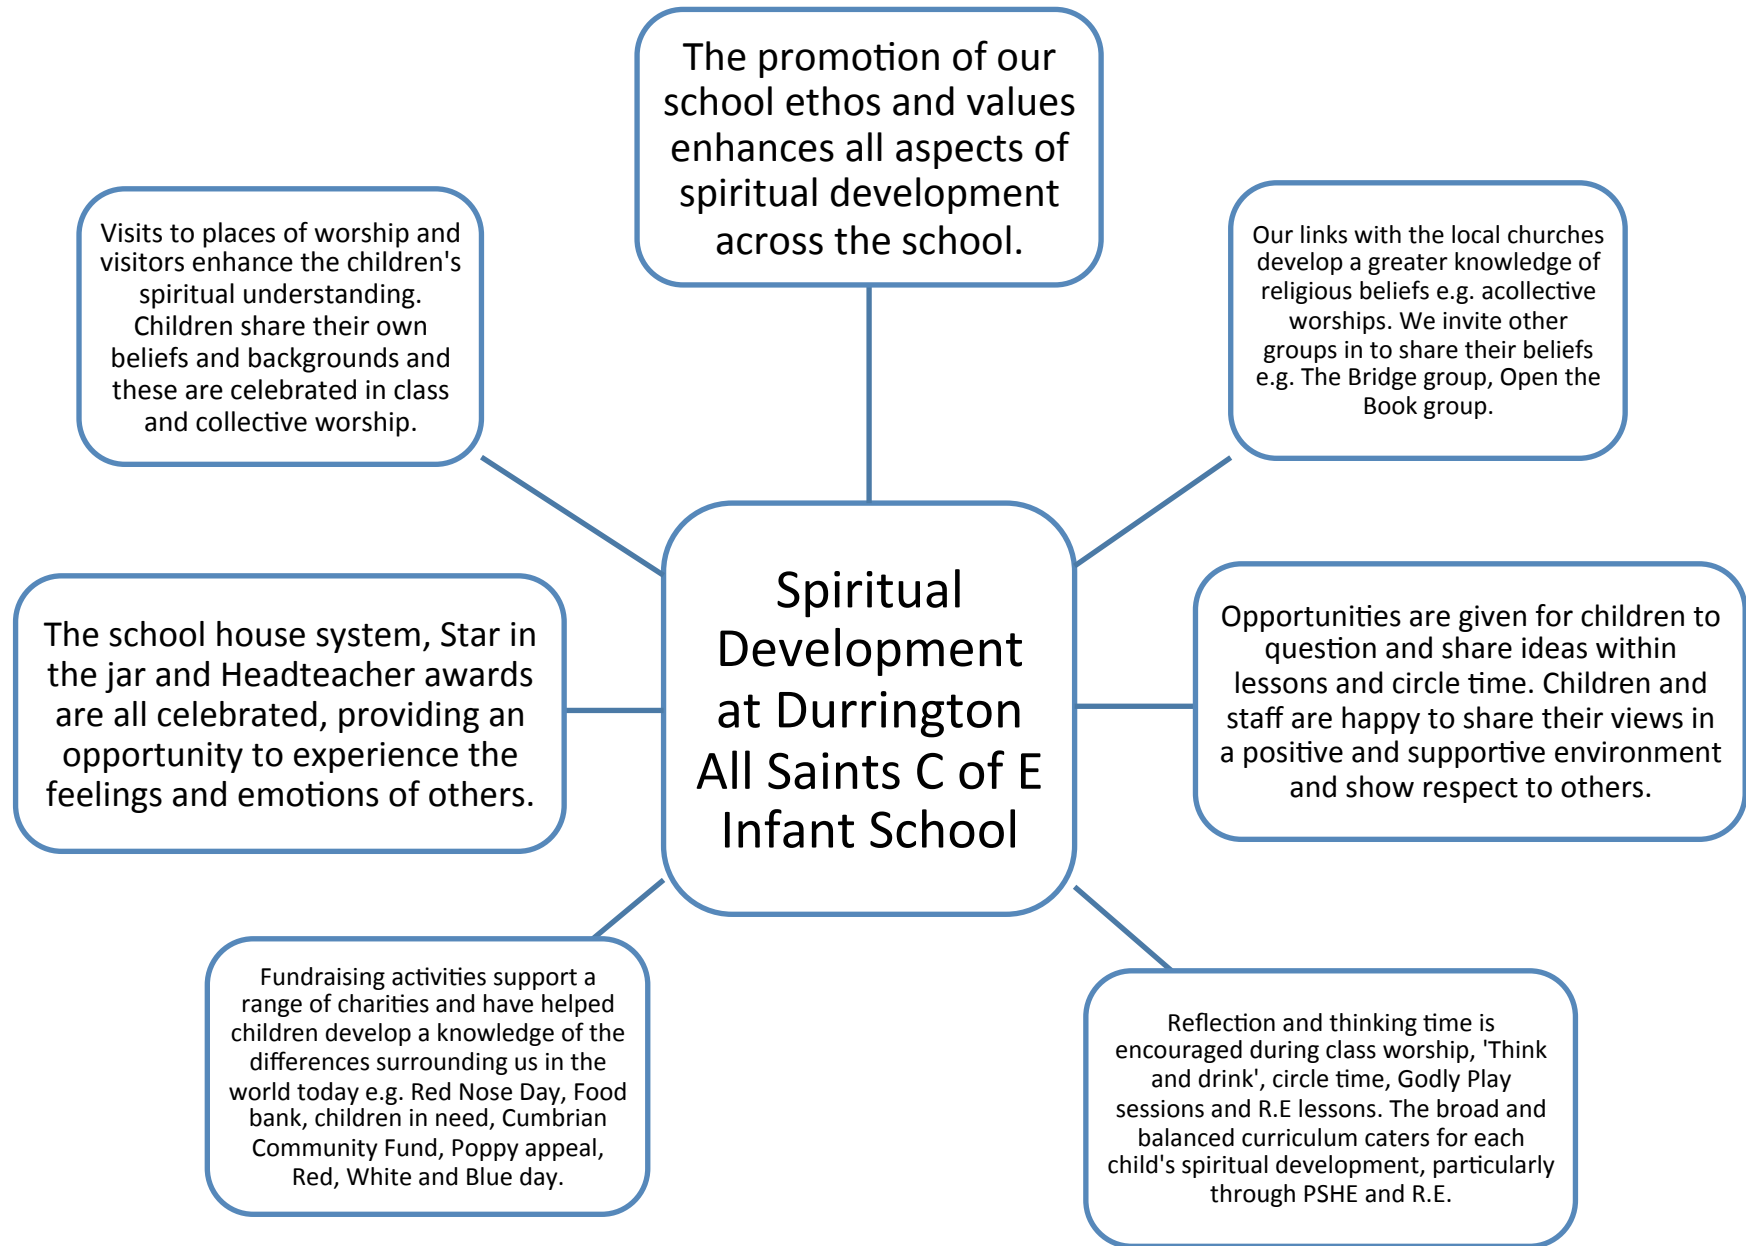 The promotion of our
school ethos and values
enhances all aspects of
spiritual development
across the school.
Visits to places of worship and
visitors enhance the children's
spiritual understanding.
Children share their own
beliefs and backgrounds and
these are celebrated in class
and collective worship.
Our links with the local churches
develop a greater knowledge of
religious beliefs e.g. acollective
worships. We invite other
groups in to share their beliefs
e.g. The Bridge group, Open the
Book group.
Spiritual
Development
at Durrington
All Saints C of E
Infant School
The school house system, Star in
the jar and Headteacher awards
are all celebrated, providing an
opportunity to experience the
feelings and emotions of others.
Opportunities are given for children to
question and share ideas within
lessons and circle time. Children and
staff are happy to share their views in
a positive and supportive environment
and show respect to others.
Fundraising activities support a
range of charities and have helped
children develop a knowledge of the
differences surrounding us in the
world today e.g. Red Nose Day, Food
bank, children in need, Cumbrian
Community Fund, Poppy appeal,
Red, White and Blue day.
Reflection and thinking time is
encouraged during class worship, 'Think
and drink', circle time, Godly Play
sessions and R.E lessons. The broad and
balanced curriculum caters for each
child's spiritual development, particularly
through PSHE and R.E.